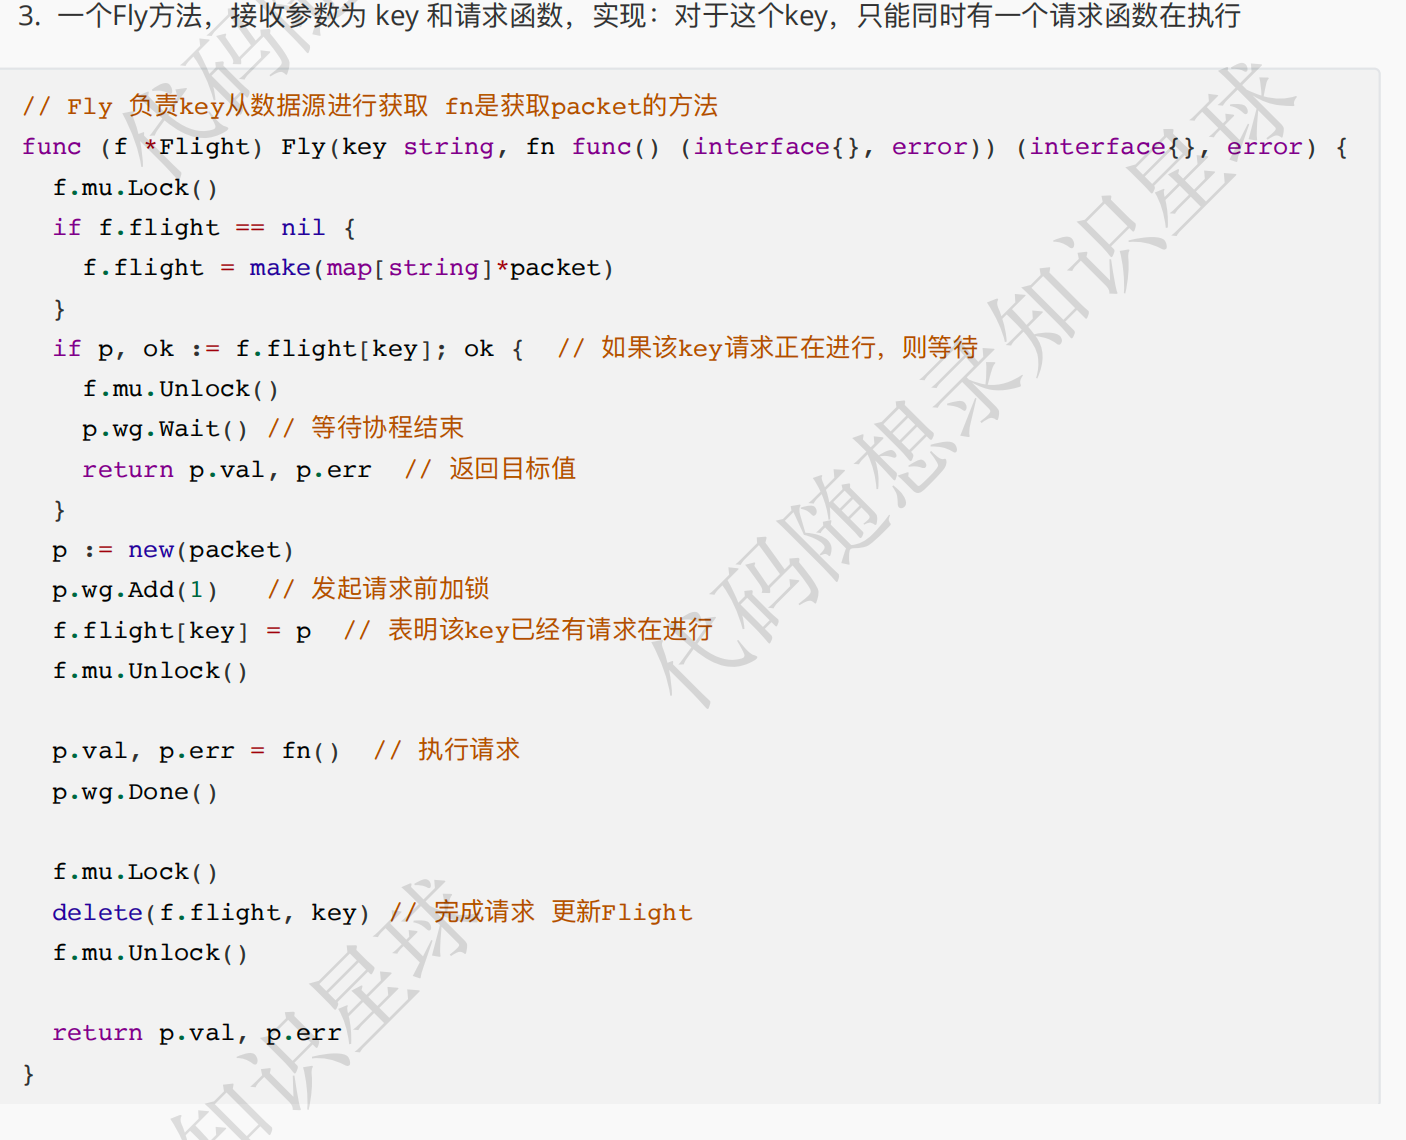 3. 一个Fly方法，接收参数为 key 和请求函数，实现：对于这个key，只能同时有一个请求函数在执行
// Fly 负责key从数据源进行获取 fn是获取packet的方法
func (f *Flight) Fly(key string, fn func() (interface{}, error)) (interface{}, error) {
  f.mu.Lock()
  if f.flight == nil {
    f.flight = make(map[string]*packet)
  }
  if p, ok := f.flight[key]; ok {  // 如果该key请求正在进行，则等待
    f.mu.Unlock()
    p.wg.Wait() // 等待协程结束
    return p.val, p.err  // 返回目标值
  }
  p := new(packet)
  p.wg.Add(1)   // 发起请求前加锁
  f.flight[key] = p  // 表明该key已经有请求在进行
  f.mu.Unlock()
  p.val, p.err = fn()  // 执行请求
  p.wg.Done()
  f.mu.Lock()
  delete(f.flight, key) // 完成请求 更新Flight
  f.mu.Unlock()
  return p.val, p.err
}
代码随
代码随想录知识星球
知识星球